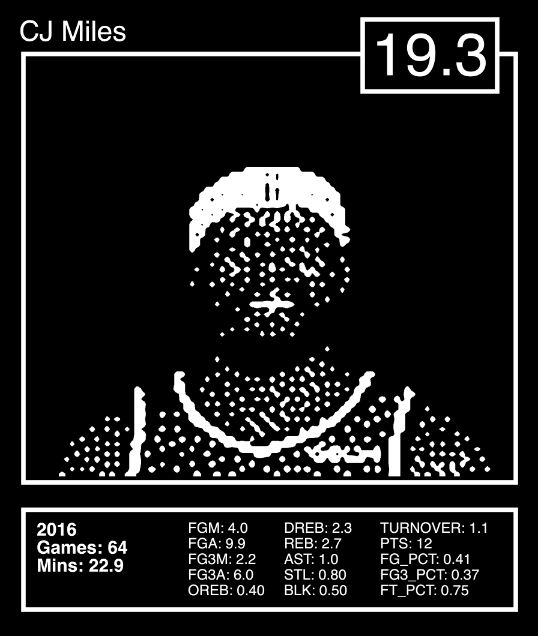 CJ Miles
19.3
2016
Games: 64
Mins: 22.9
FGM: 4.0
FGA: 9.9
FG3M: 2.2
FG3A: 6.0
OREB: 0.40
DREB: 2.3
REB: 2.7
AST: 1.0
STL: 0.80
BLK: 0.50
TURNOVER: 1.1
PTS: 12
FG_PCT: 0.41
FG3_PCT: 0.37
FT_PCT: 0.75